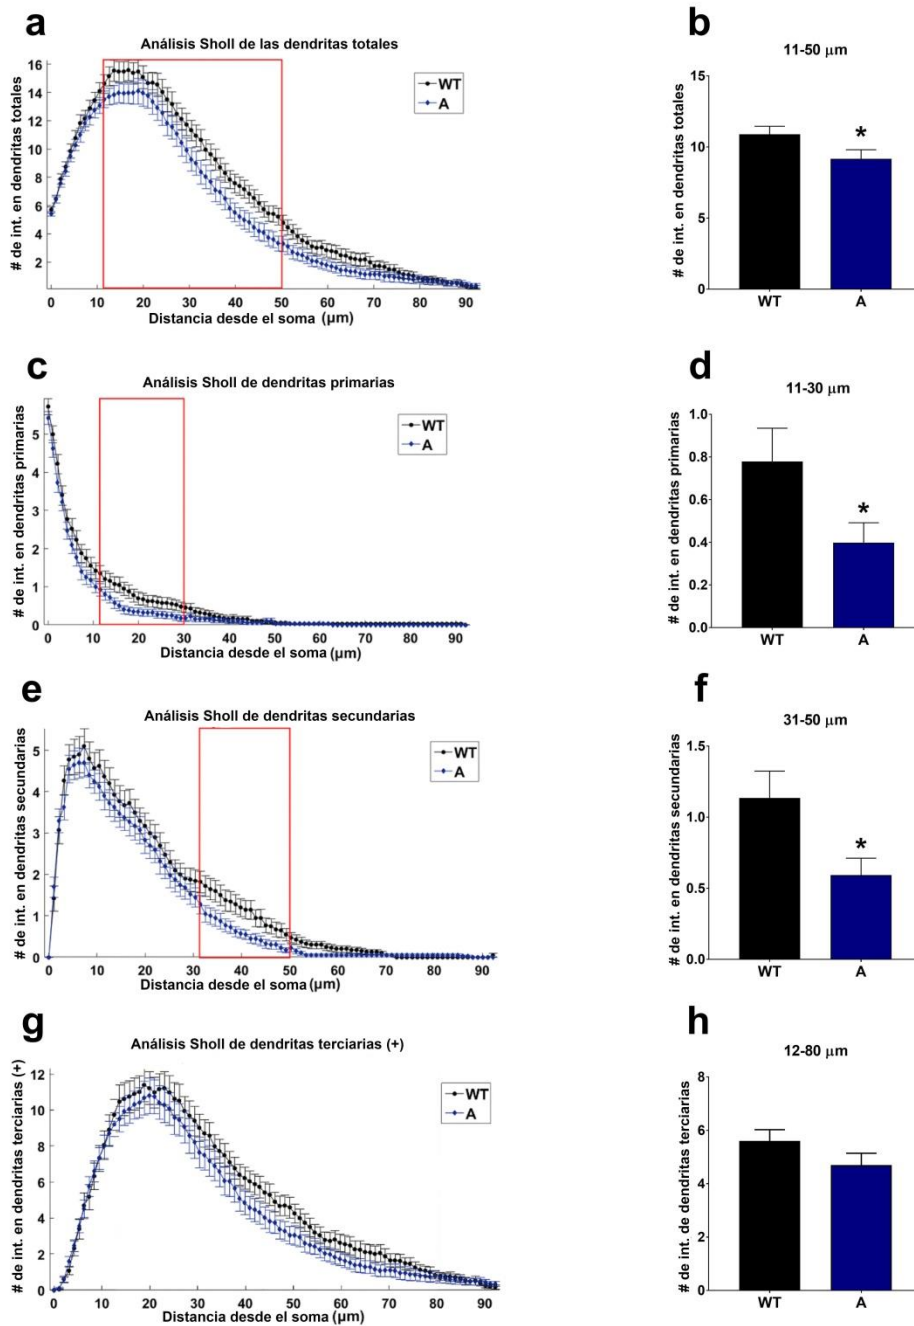 a
Análisis Sholl de las dendritas totales
# de int. en dendritas totales
16
14
12
10
8
6
4
2
WT
A
0 10 20 30 40 50 60 70 80 90
Distancia desde el soma (µm)
b
11-50 µm
# de int. en dendritas totales
15
10
5
0
*
WT A
c
Análisis Sholl de dendritas primarias
# de int. en dendritas primarias
5
4
3
2
1
0
WT
A
0 10 20 30 40 50 60 70 80 90
Distancia desde el soma (µm)
d
11-30 µm
# de int. en dendritas primarias
1.0
0.8
0.6
0.4
0.2
0.0
*
WT A
e
Análisis Sholl de dendritas secundarias
# de int. en dendritas secundarias
5
4
3
2
1
0
WT
A
0 10 20 30 40 50 60 70 80 90
Distancia desde el soma (µm)
f
31-50 µm
# de int. en dendritas secundarias
1.5
1.0
0.5
0.0
*
WT A
g
Análisis Sholl de dendritas terciarias (+)
# de int. en dendritas terciarias (+)
12
10
8
6
4
2
0
WT
A
0 10 20 30 40 50 60 70 80 90
Distancia desde el soma (µm)
h
12-80 µm
# de int. de dendritas terciarias
8
6
4
2
0
WT A